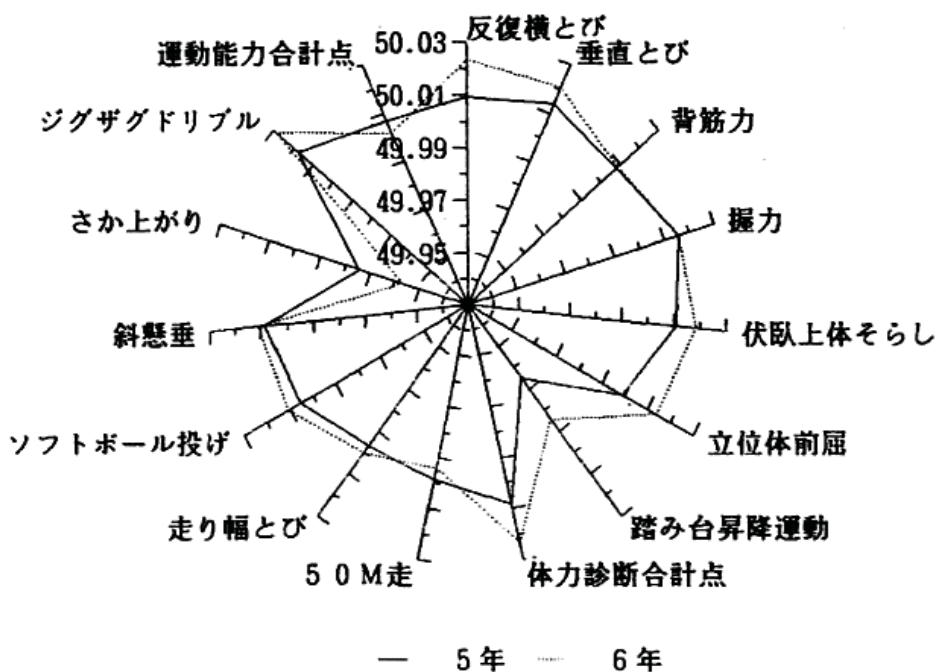 反復横とび
垂直とび
背筋力
握力
伏臥上体そらし
立位体前屈
踏み台昇降運動
体力診断合計点
50M走
走り幅とび
ソフトボール投げ
斜懸垂
さか上がり
ジグザグドリブル
運動能力合計点
50.03
50.01
49.99
49.97
49.95
5年
6年